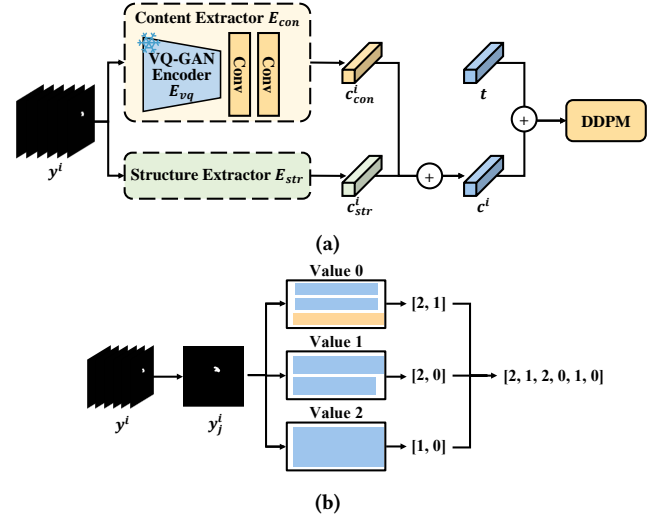 Content Extractor E_con
VQ-GAN
Encoder
E_vq
Conv
Conv
c^i_con
t
DDPM
y^i
Structure Extractor E_str
c^i_str
+
c^i
+
(a)
Value 0
[2, 1]
Value 1
[2, 0]
[2, 1, 2, 0, 1, 0]
y^i
y^i_j
Value 2
[1, 0]
(b)